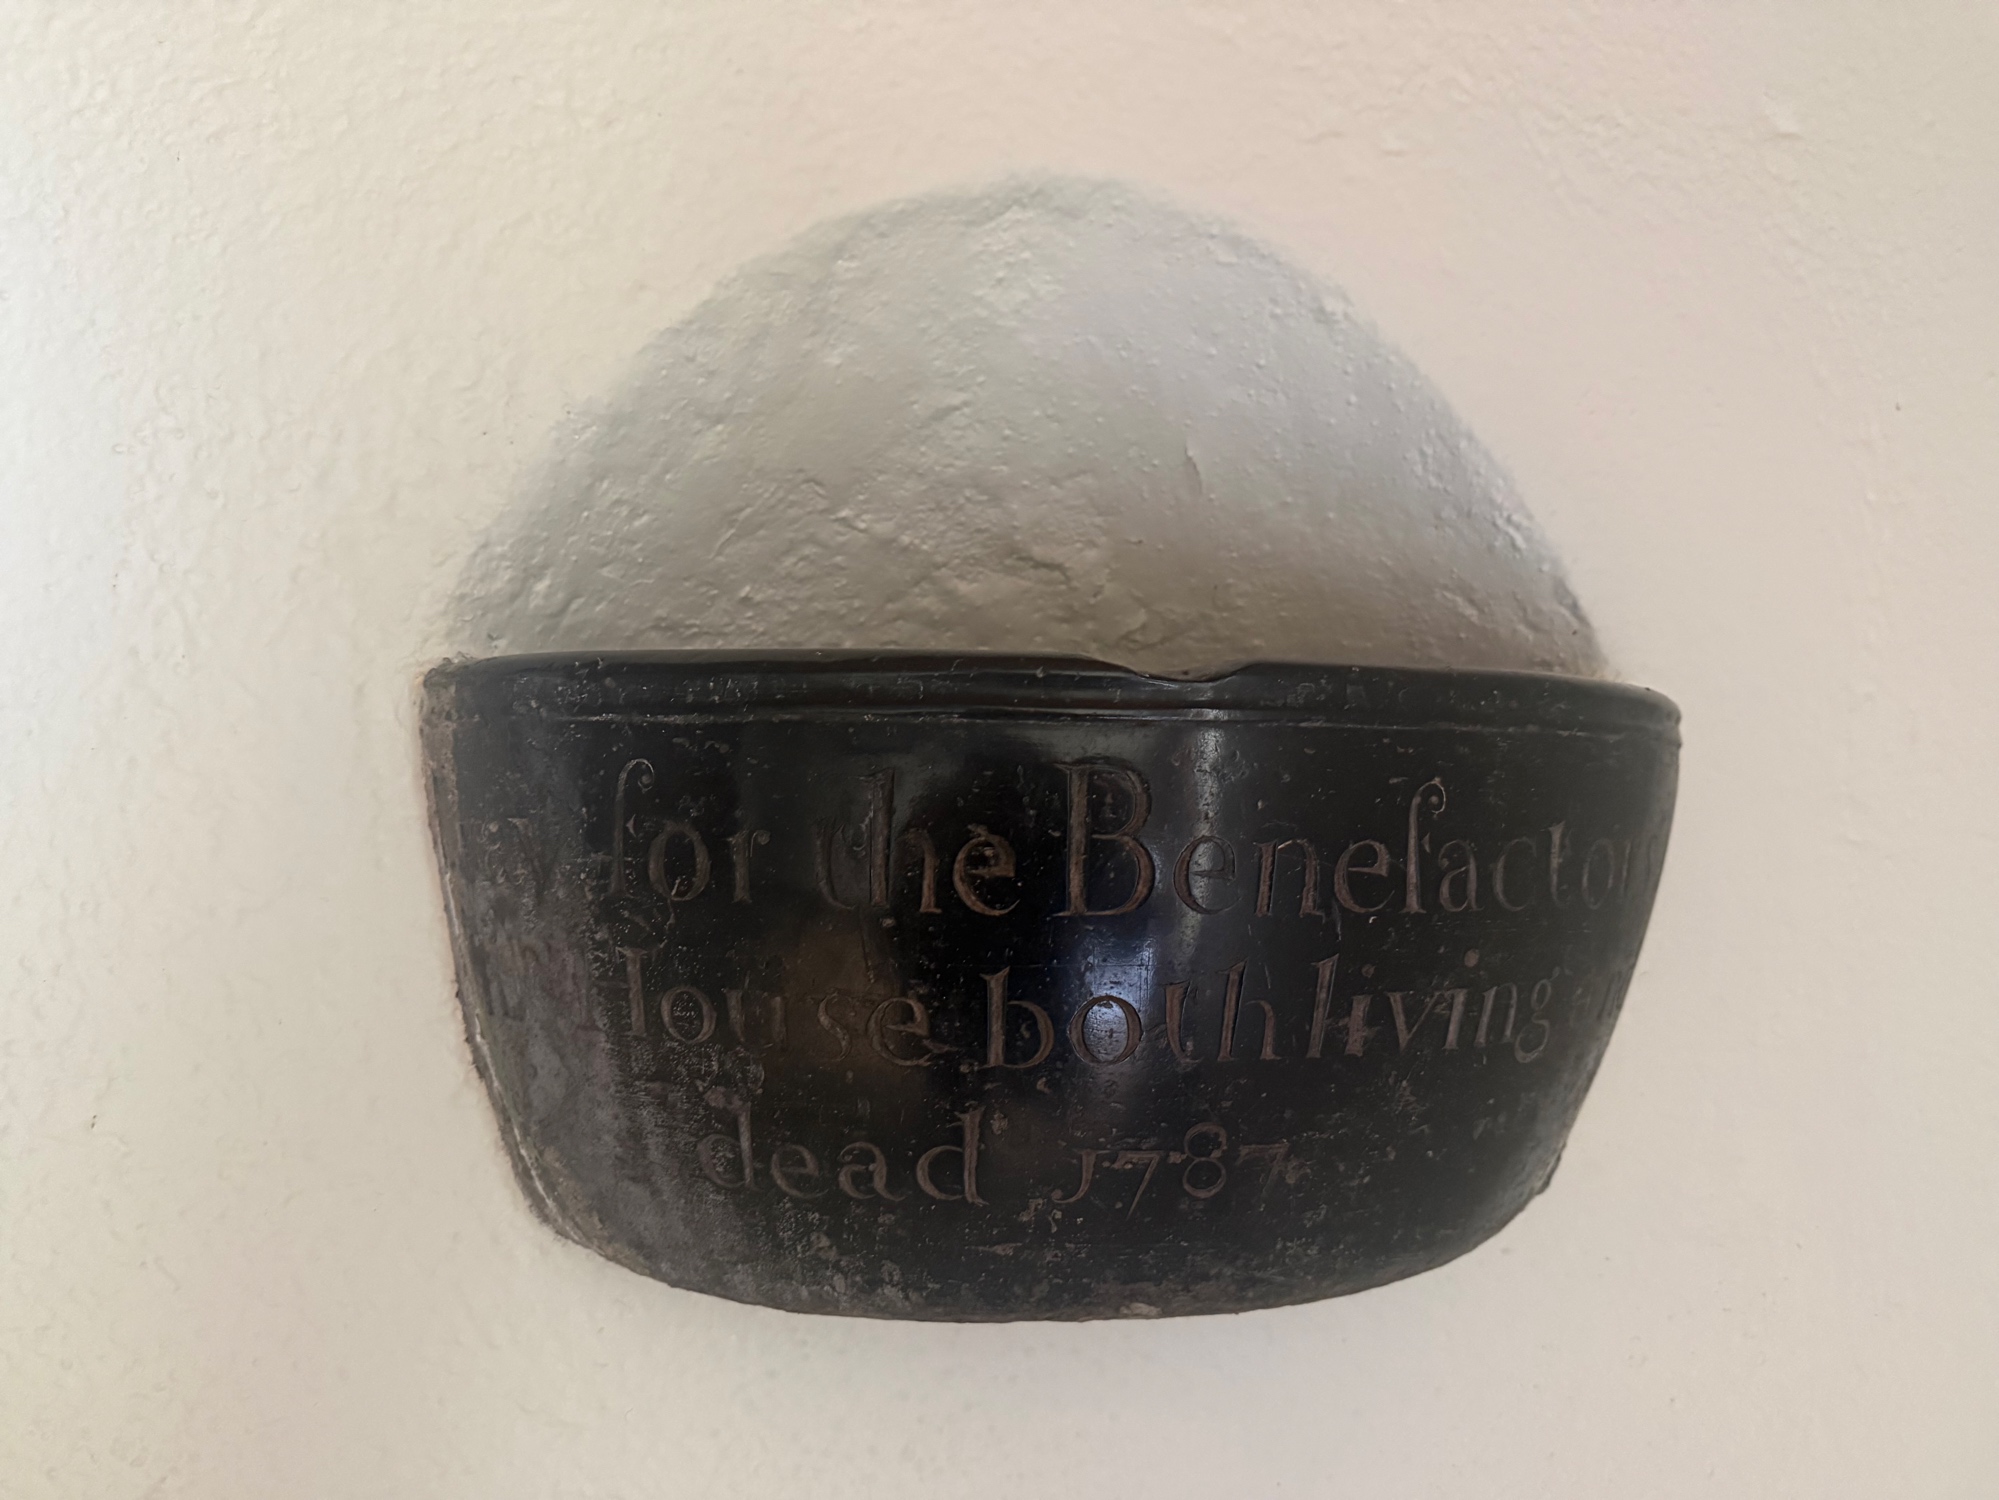 for the Benefactors
House both living
dead 1787